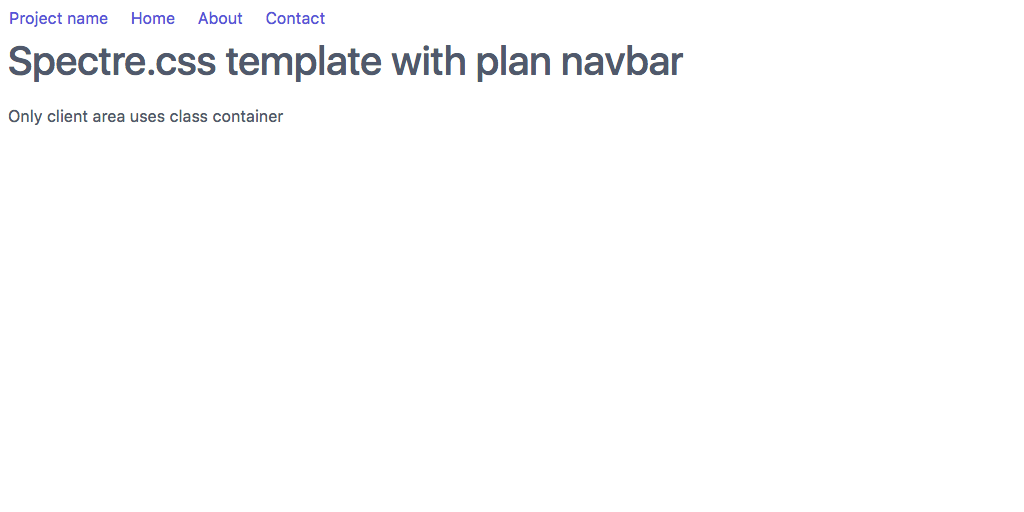 Project name Home About Contact
Spectre.css template with plan navbar
Only client area uses class container